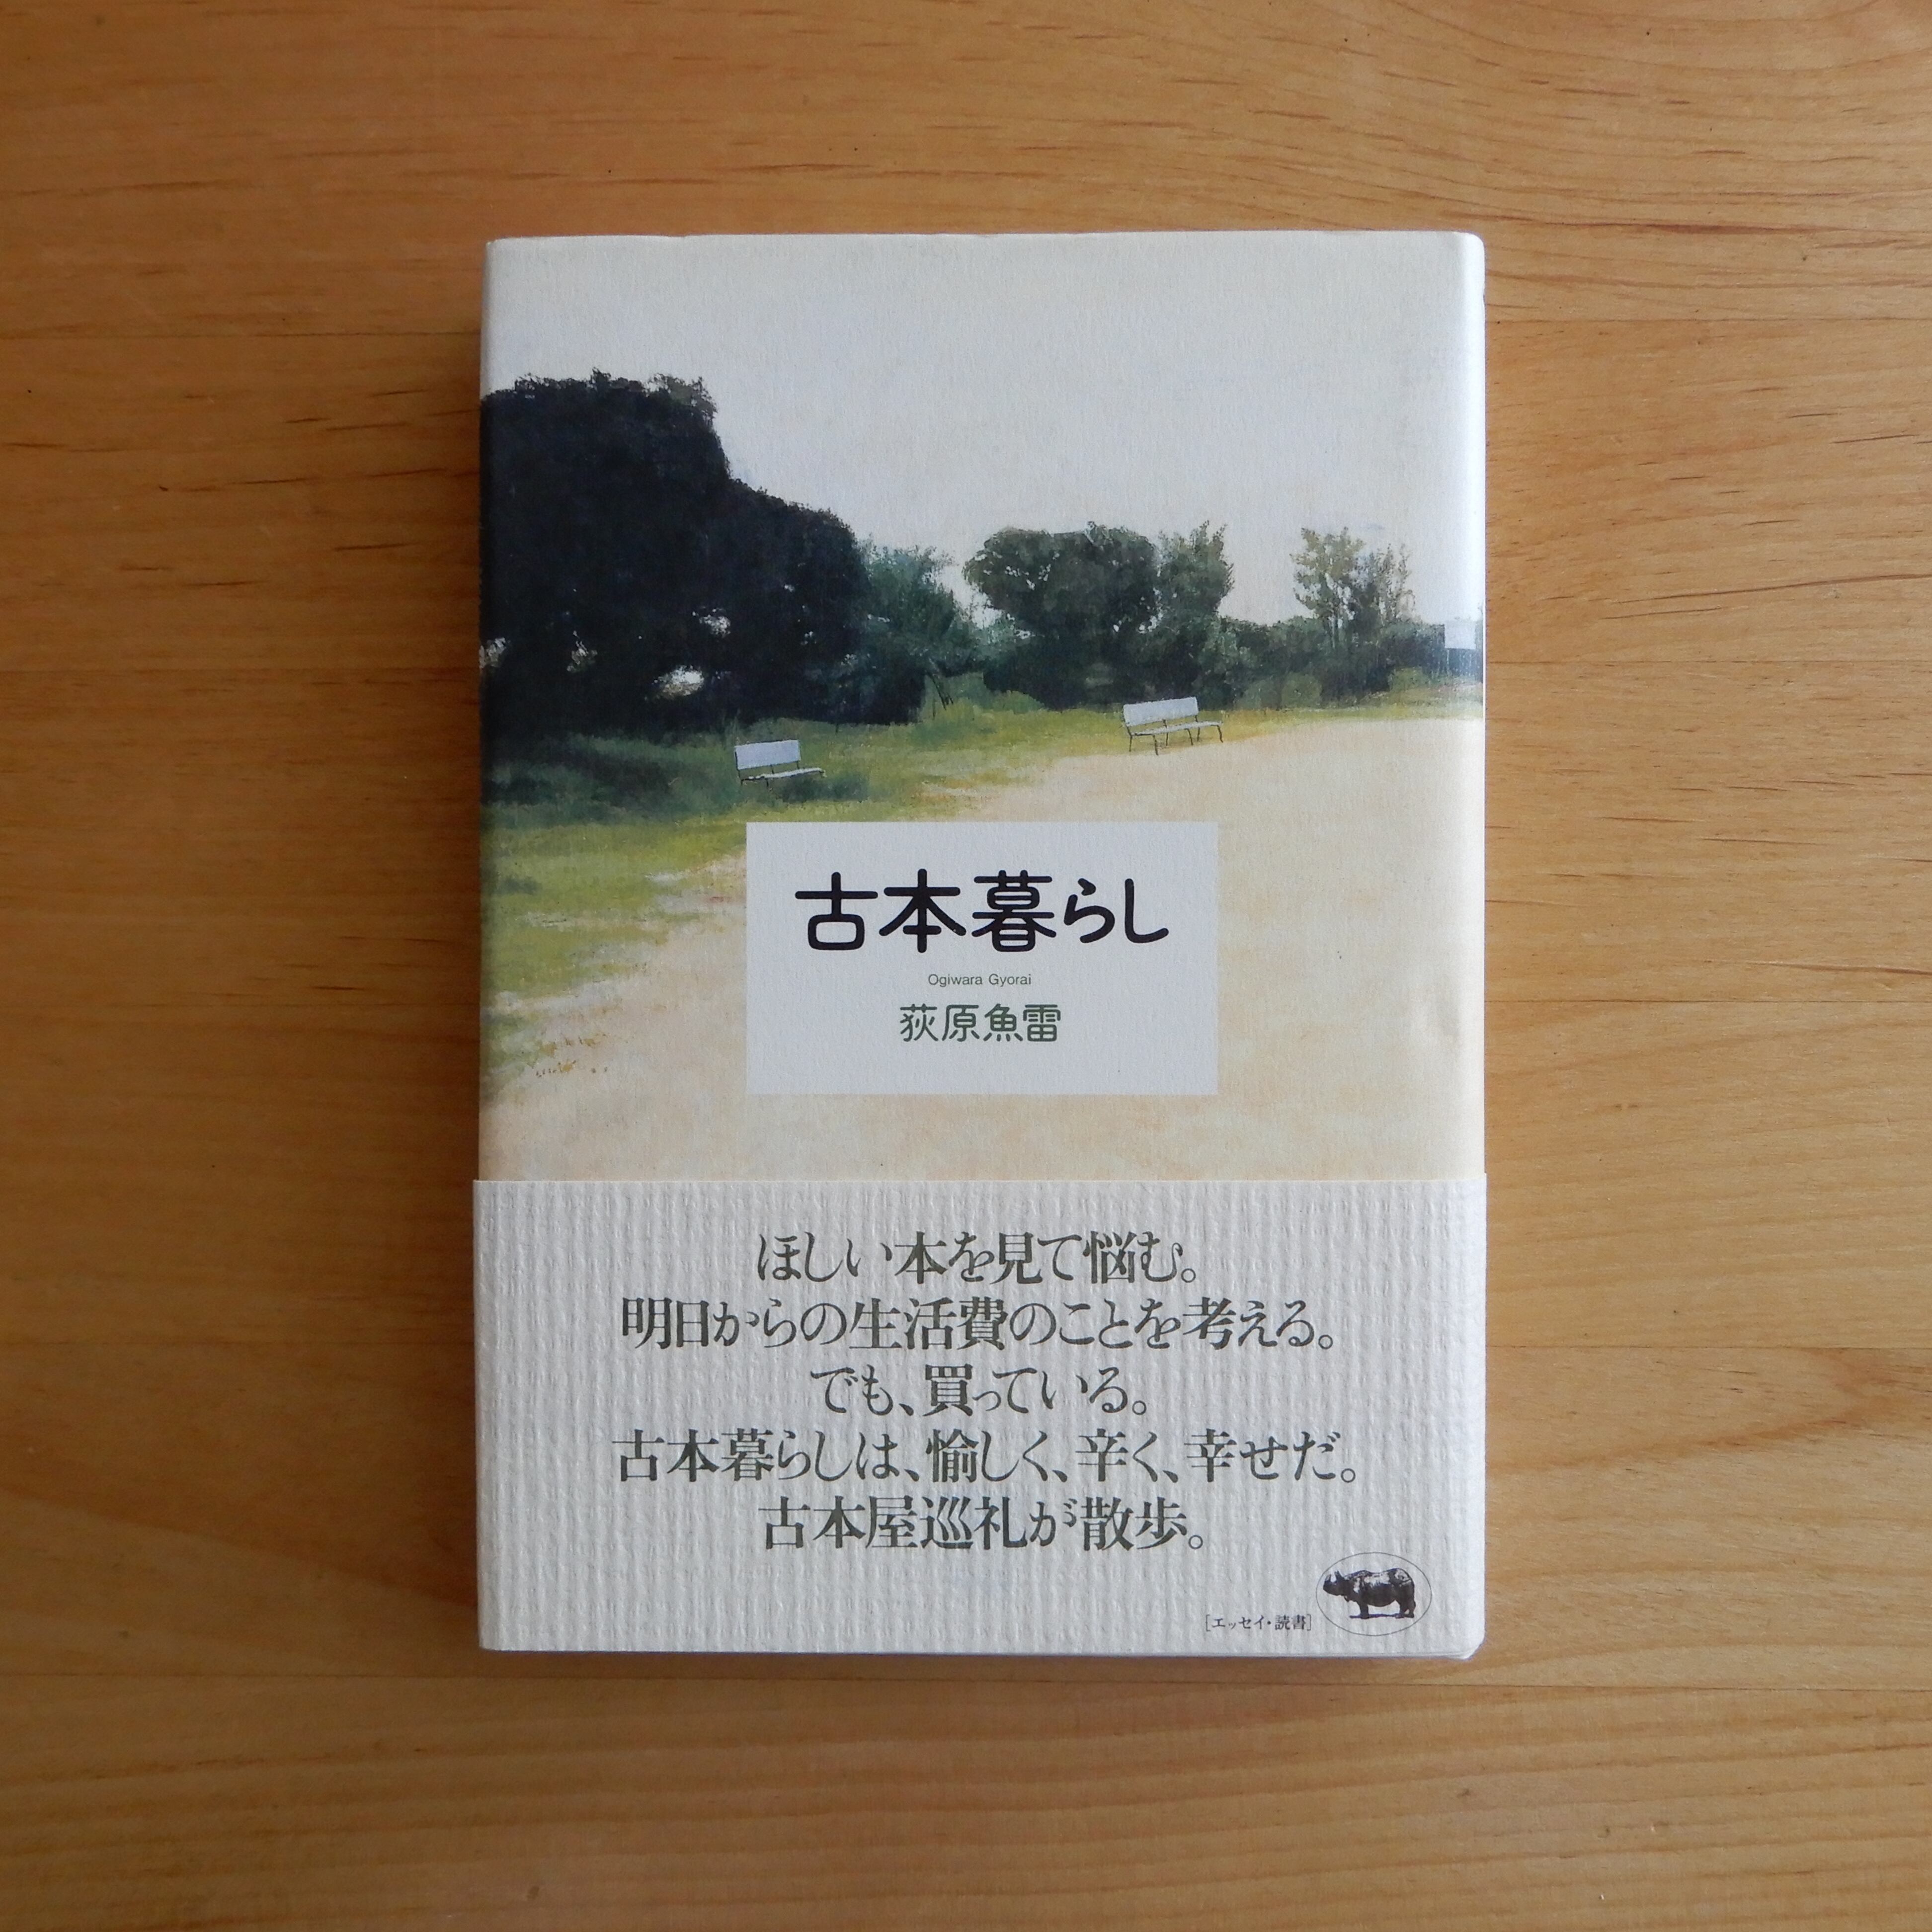 古本暮らし
Ogiwara Gyorai
荻原魚雷
ほしい本を見て悩む。
明日からの生活費のことを考える。
でも、買っている。
古本暮らしは、愉しく、辛く、幸せだ。
古本屋巡礼が散歩。
[エッセイ・読書]